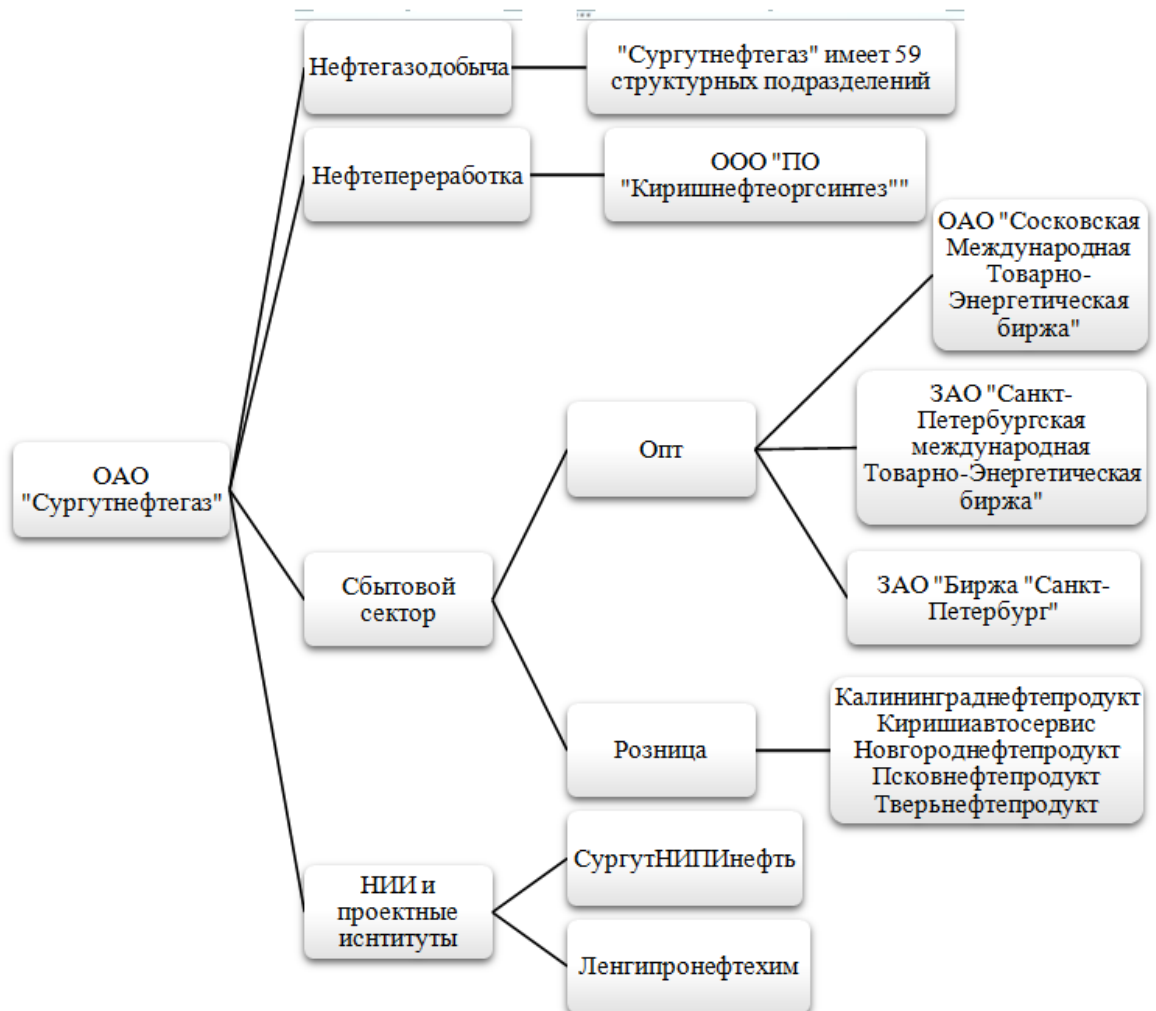 Нефтегазодобыча
"Сургутнефтегаз" имеет 59
структурных подразделений
Нефтепереработка
ООО "ПО
"Киришнефтеоргсинтез""
ОАО "Сосковская
Международная
Товарно-
Энергетическая
биржа"
ЗАО "Санкт-
Петербургская
международная
Товарно-Энергетическая
биржа"
Опт
ОАО
"Сургутнефтегаз"
Сбытовой
сектор
ЗАО "Биржа "Санкт-
Петербург"
Розница
Калининграднефтепродукт
Киришиавтосервис
Новгороднефтепродукт
Псковнефтепродукт
Тверьнефтепродукт
НИИ и
проектные
иснтитуты
СургутНИПИнефть
Ленгипронефтехим